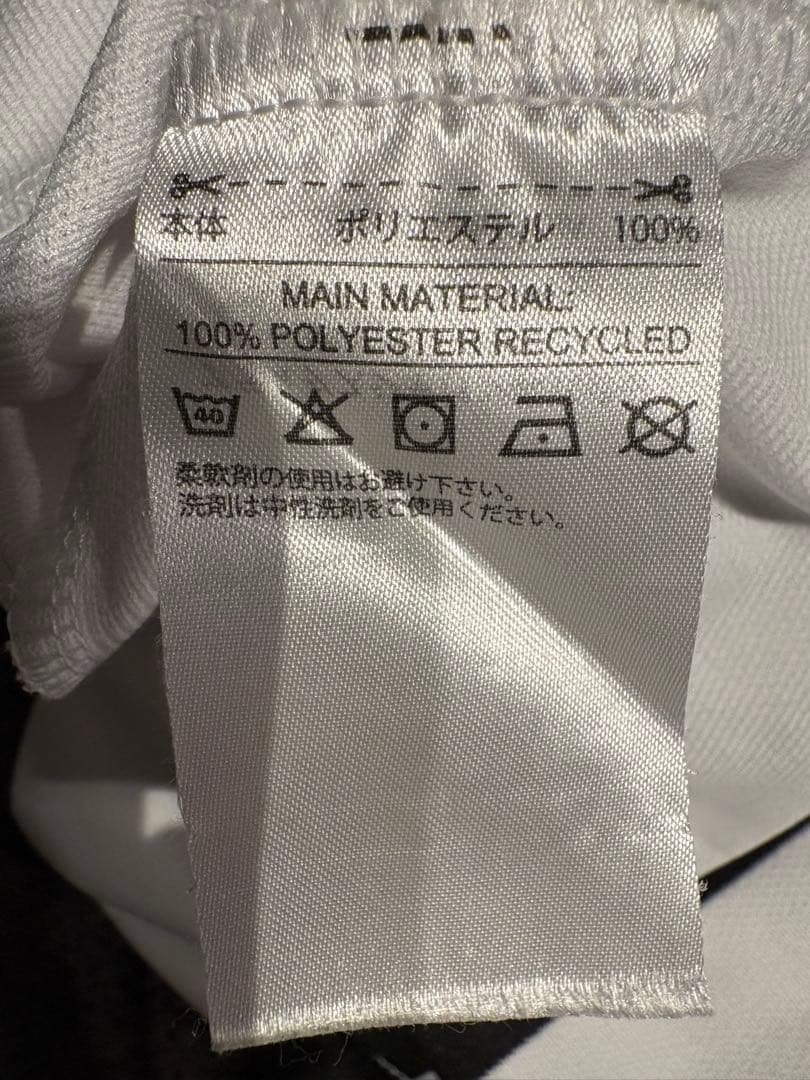 本体 ポリエステル 100%
MAIN MATERIAL:
100% POLYESTER RECYCLED
40
柔軟剤の使用はお避け下さい。
洗剤は中性洗剤をご使用ください。